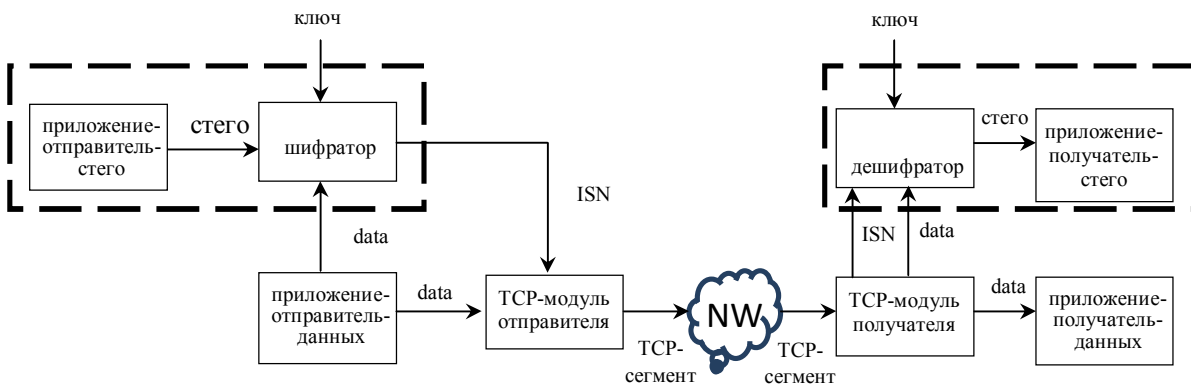 ключ
ключ
приложение-
отправитель-
стего
стего
шифратор
дешифратор
стего
приложение-
получатель-
стего
ISN
ISN
data
data
приложение-
отправитель-
данных
data
TCP-модуль
отправителя
NW
TCP-модуль
получателя
data
приложение-
получатель-
данных
TCP-
сегмент
TCP-
сегмент